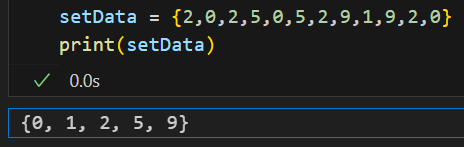 setData = {2,0,2,5,0,5,2,9,1,9,2,0}
print(setData)
0.0s
{0, 1, 2, 5, 9}